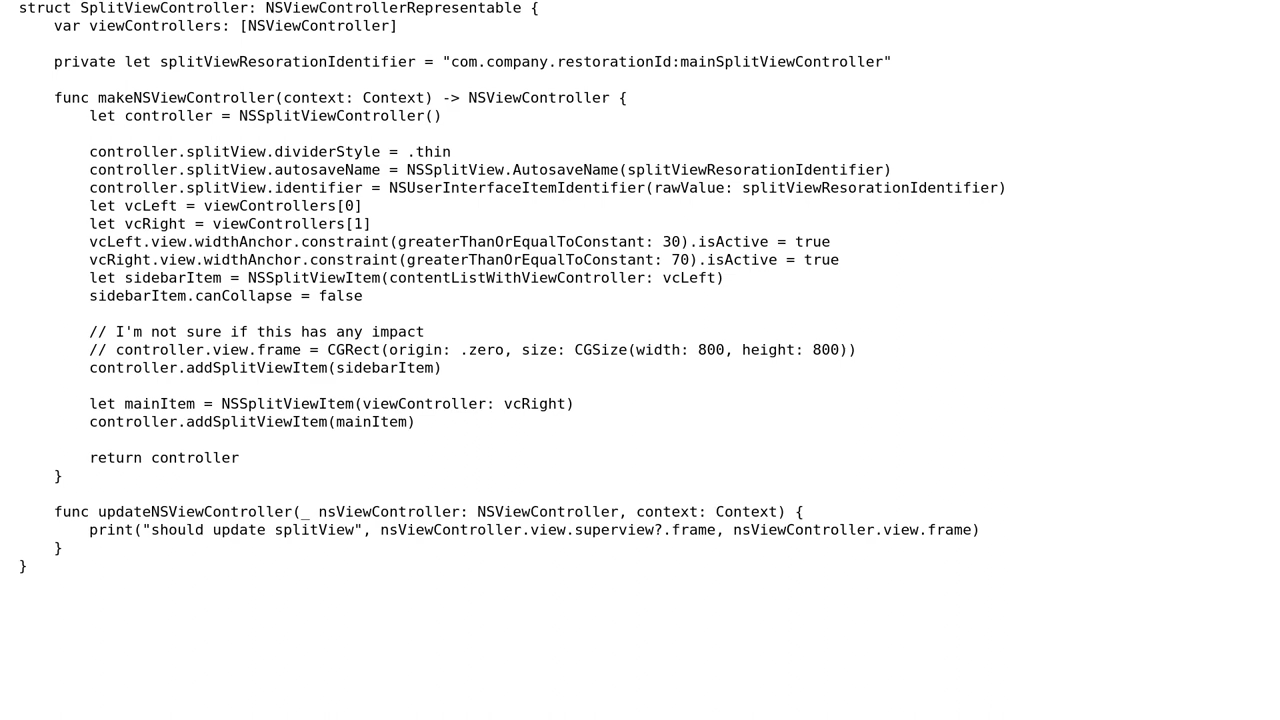 struct SplitViewController: NSViewControllerRepresentable {
    var viewControllers: [NSViewController]

    private let splitViewResorationIdentifier = "com.company.restorationId:mainSplitViewController"

    func makeNSViewController(context: Context) -> NSViewController {
        let controller = NSSplitViewController()

        controller.splitView.dividerStyle = .thin
        controller.splitView.autosaveName = NSSplitView.AutosaveName(splitViewResorationIdentifier)
        controller.splitView.identifier = NSUserInterfaceItemIdentifier(rawValue: splitViewResorationIdentifier)
        let vcLeft = viewControllers[0]
        let vcRight = viewControllers[1]
        vcLeft.view.widthAnchor.constraint(greaterThanOrEqualToConstant: 30).isActive = true
        vcRight.view.widthAnchor.constraint(greaterThanOrEqualToConstant: 70).isActive = true
        let sidebarItem = NSSplitViewItem(contentListWithViewController: vcLeft)
        sidebarItem.canCollapse = false

        // I'm not sure if this has any impact
        // controller.view.frame = CGRect(origin: .zero, size: CGSize(width: 800, height: 800))
        controller.addSplitViewItem(sidebarItem)

        let mainItem = NSSplitViewItem(viewController: vcRight)
        controller.addSplitViewItem(mainItem)

        return controller
    }

    func updateNSViewController(_ nsViewController: NSViewController, context: Context) {
        print("should update splitView", nsViewController.view.superview?.frame, nsViewController.view.frame)
    }
}